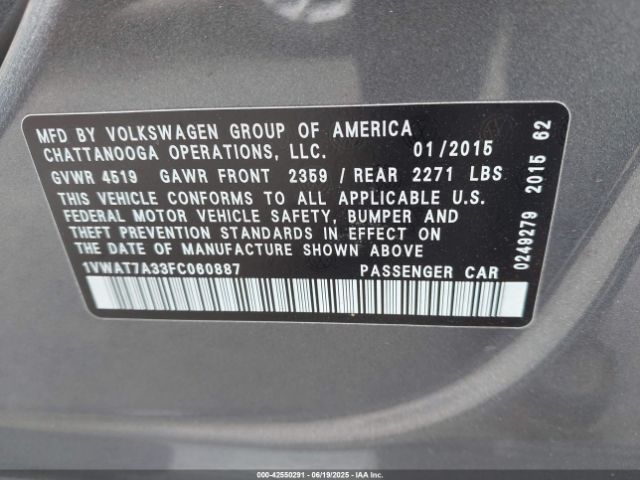 MFD BY VOLKSWAGEN GROUP OF AMERICA
CHATTANOOGA OPERATIONS, LLC. 01/2015
GVWR 4519 GAWR FRONT 2359 / REAR 2271 LBS
THIS VEHICLE CONFORMS TO ALL APPLICABLE U.S.
FEDERAL MOTOR VEHICLE SAFETY, BUMPER AND
THEFT PREVENTION STANDARDS IN EFFECT ON
THE DATE OF MANUFACTURE SHOWN ABOVE
1VWAT7A33FC060887 PASSENGER CAR
0249279 2015 62
000-42550291 - 06/19/2025 - IAA Inc.